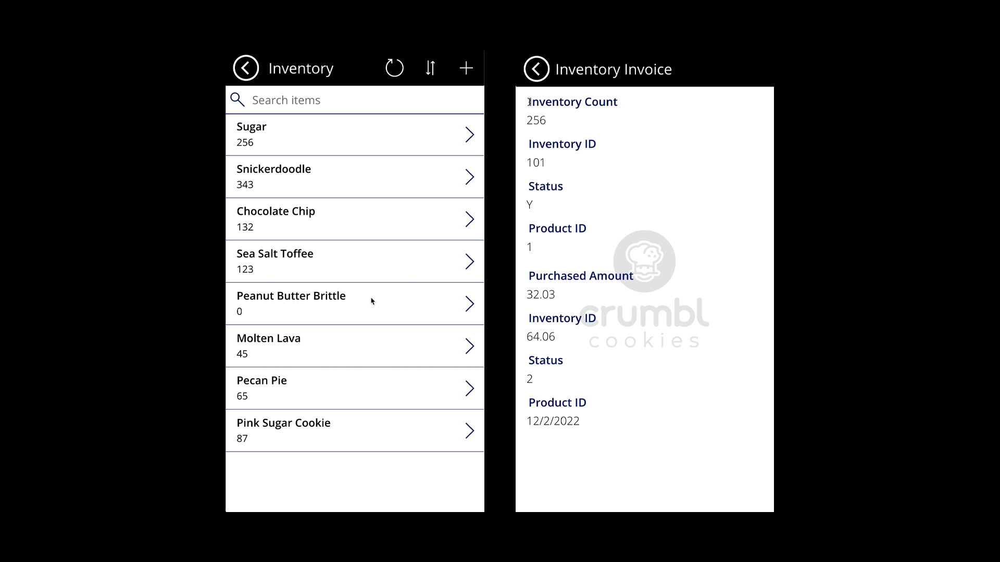 Inventory
Search items
Sugar
256
Snickerdoodle
343
Chocolate Chip
132
Sea Salt Toffee
123
Peanut Butter Brittle
0
Molten Lava
45
Pecan Pie
65
Pink Sugar Cookie
87
Inventory Invoice
Inventory Count
256
Inventory ID
101
Status
Y
Product ID
1
Purchased Amount
32.03
Inventory ID
64.06
Status
2
Product ID
12/2/2022
crumbl
cookies